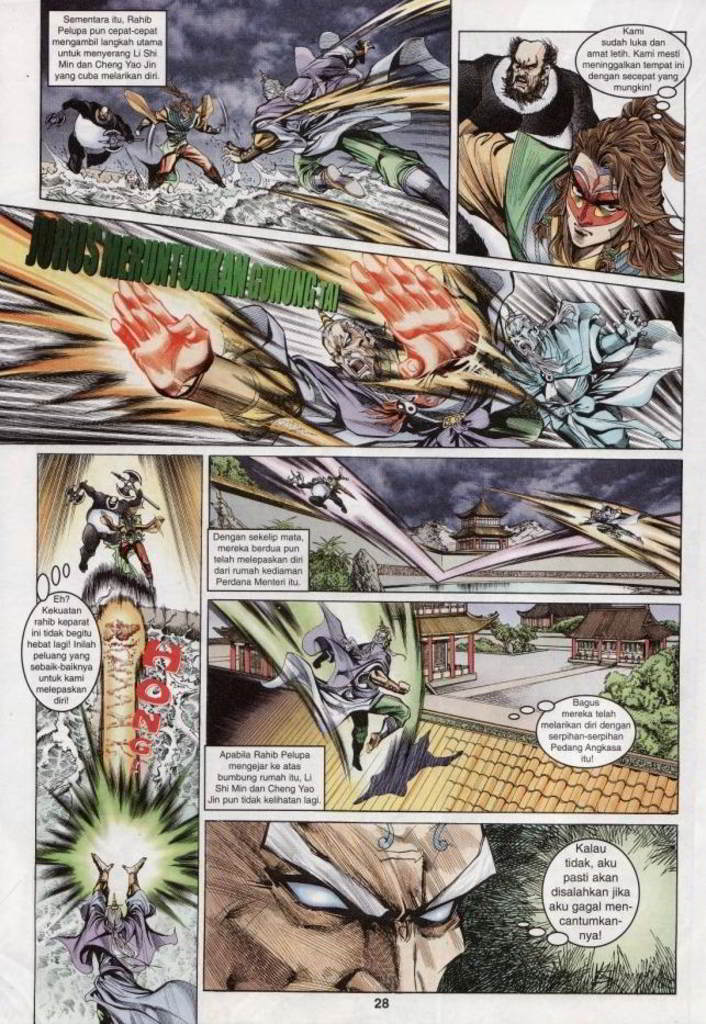 Sementara itu, Rahib
Pelupa pun cepat-cepat
mengambil langkah utama
untuk menyerang Li Shi
Min dan Cheng Yao Jin
yang cuba melarikan diri.
Kami
sudah luka dan
amat letih. Kami mesti
meninggalkan tempat ini
dengan secepat yang
mungkin!
JURUS MERUNTUHKAN GUNUNG TAI
Eh?
Kekuatan
rahib keparat
ini tidak begitu
hebat lagi! Inilah
peluang yang
sebaik-baiknya
untuk kami
melepaskan
diri!
BONG!
Dengan sekelip mata,
mereka berdua pun
telah melepaskan diri
dari rumah kediaman
Perdana Menteri itu.
Bagus
mereka telah
melarikan diri dengan
serpihan-serpihan
Pedang Angkasa
itu!
Apabila Rahib Pelupa
mengejar ke atas
bumbung rumah itu, Li
Shi Min dan Cheng Yao
Jin pun tidak kelihatan lagi.
Kalau
tidak, aku
pasti akan
disalahkan jika
aku gagal men-
cantumkan-
nya!
28